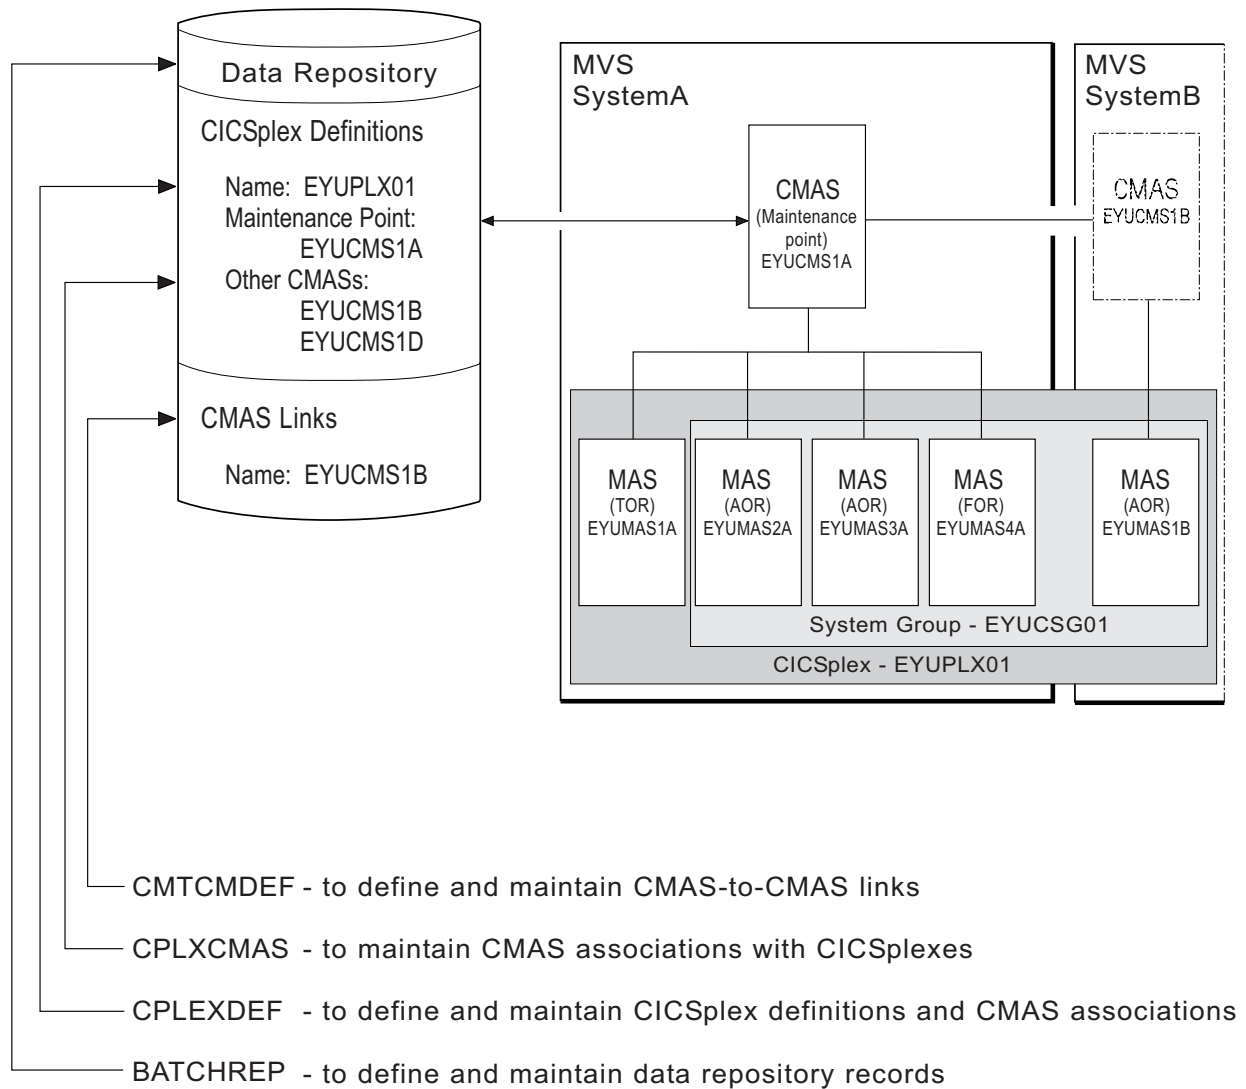 Data Repository
CICSplex Definitions
Name: EYUPLX01
Maintenance Point:
EYUCMS1A
Other CMASs:
EYUCMS1B
EYUCMS1D
CMAS Links
Name: EYUCMS1B
MVS
SystemA
CMAS
(Maintenance
point)
EYUCMS1A
MVS
SystemB
CMAS
EYUCMS1B
MAS
(TOR)
EYUMAS1A
MAS
(AOR)
EYUMAS2A
MAS
(AOR)
EYUMAS3A
MAS
(FOR)
EYUMAS4A
MAS
(AOR)
EYUMAS1B
System Group - EYUCSG01
CICSplex - EYUPLX01
CMTCMDEF - to define and maintain CMAS-to-CMAS links
CPLXCMAS - to maintain CMAS associations with CICSplexes
CPLEXDEF - to define and maintain CICSplex definitions and CMAS associations
BATCHREP - to define and maintain data repository records